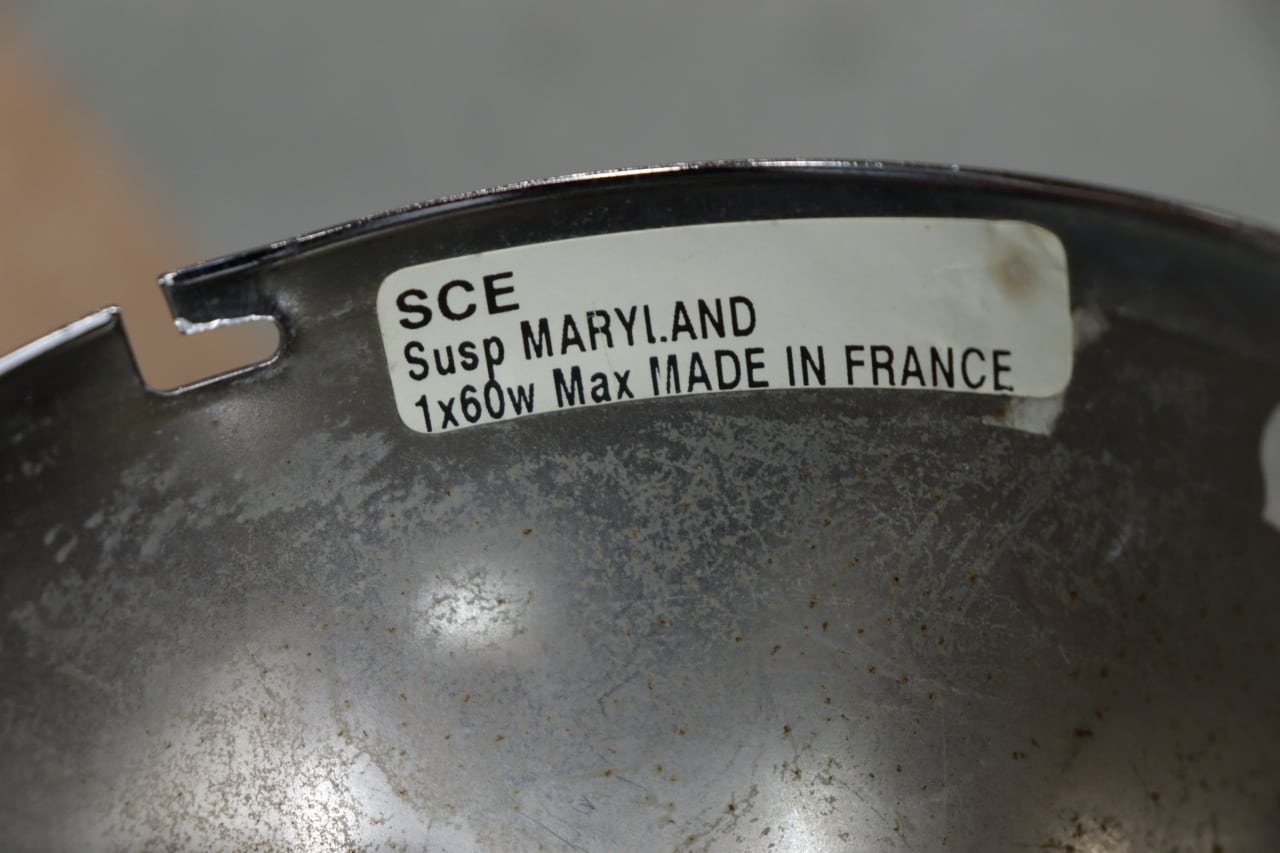 SCE
Susp MARYLAND
1x60w Max MADE IN FRANCE